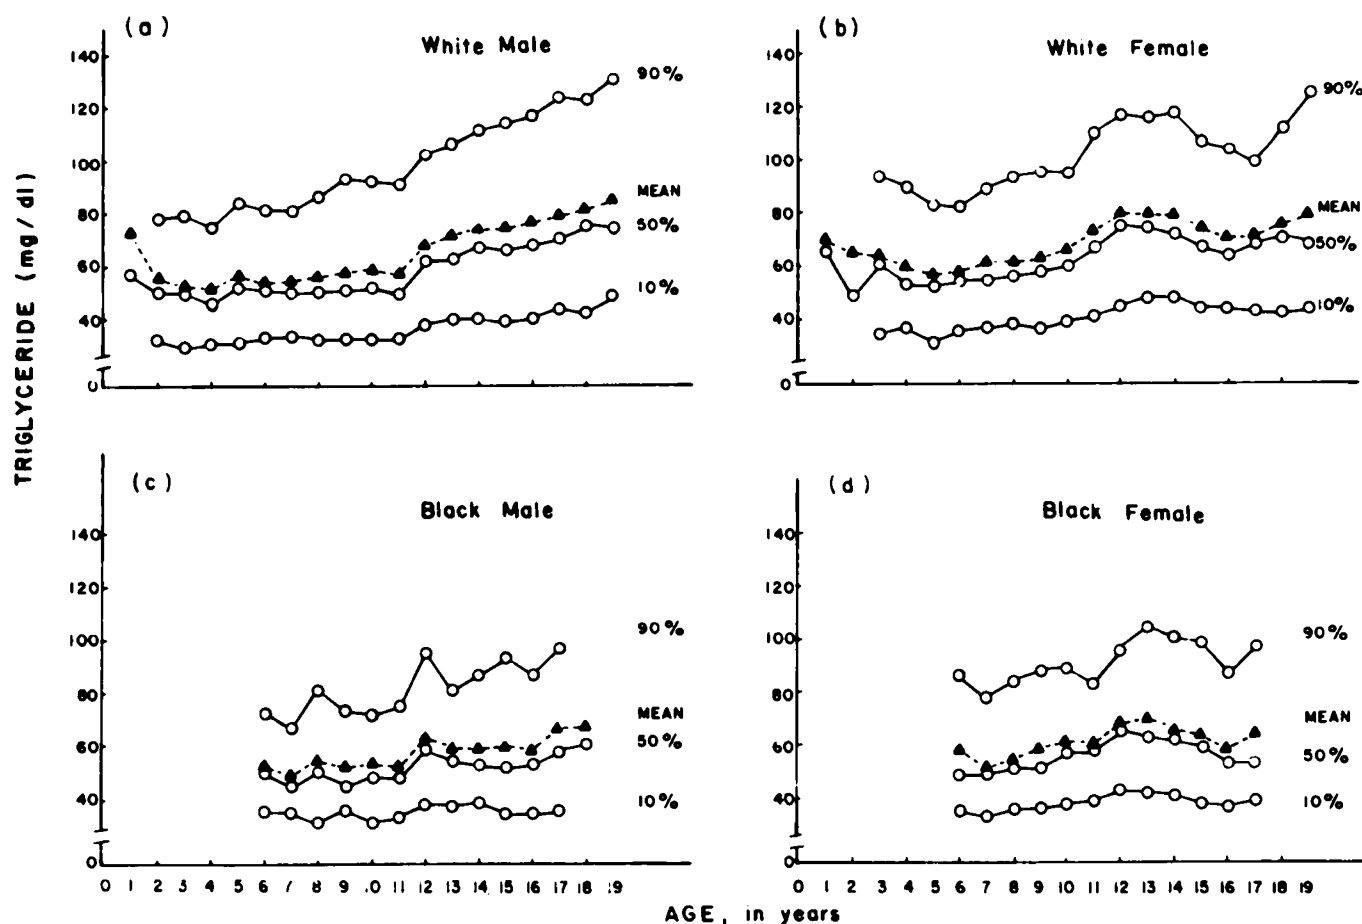 (a)
White Male
140
120
100
80
60
40
0
90%
MEAN
50%
10%
(b)
White Female
140
120
100
80
60
40
0
90%
MEAN
50%
10%
TRIGLYCERIDE (mg/dl)
(c)
Black Male
140
120
100
80
60
40
0
90%
MEAN
50%
10%
0 1 2 3 4 5 6 7 8 9 10 11 12 13 14 15 16 17 18 19
(d)
Black Female
140
120
100
80
60
40
0
90%
MEAN
50%
10%
0 1 2 3 4 5 6 7 8 9 10 11 12 13 14 15 16 17 18 19
AGE, in years